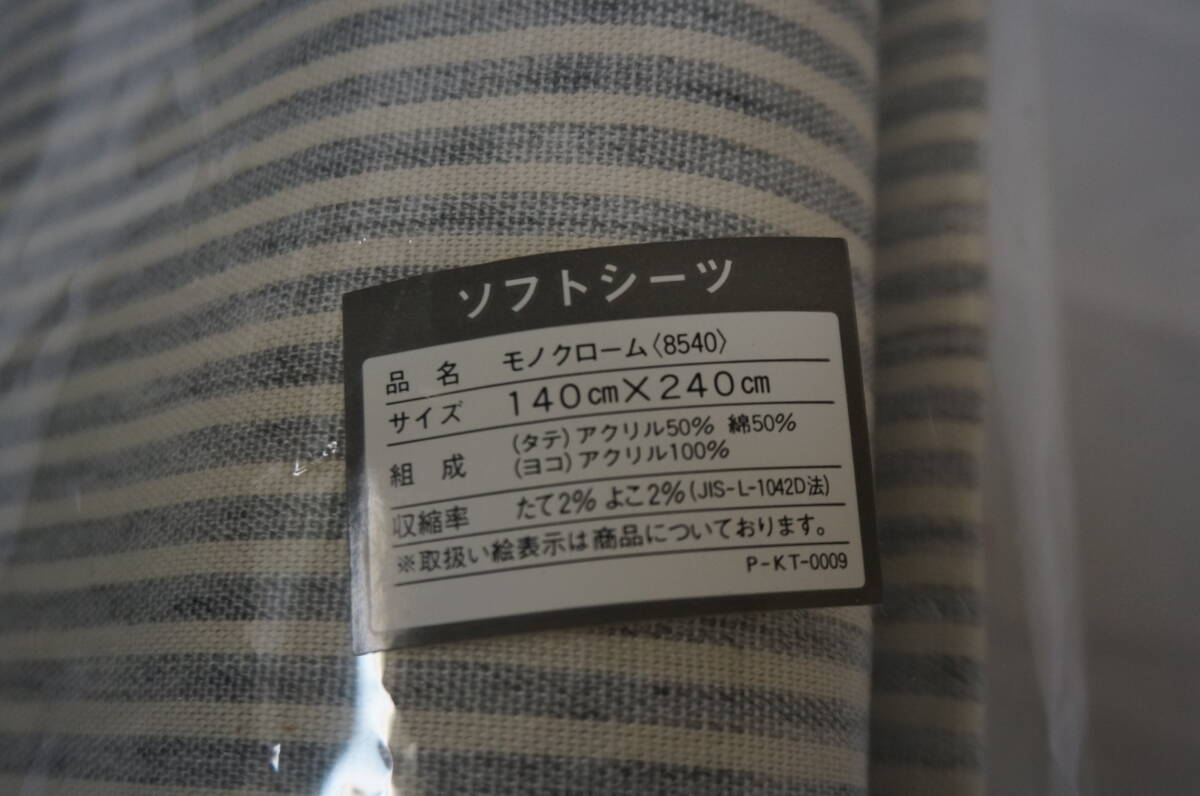 ソフトシーツ
品名 モノクローム〈8540〉
サイズ 140cm×240cm
組成 (タテ)アクリル50% 綿50%
(ヨコ)アクリル100%
収縮率 たて2% よこ2%(JIS-L-1042D法)
※取扱い絵表示は商品についております。
P-KT-0009